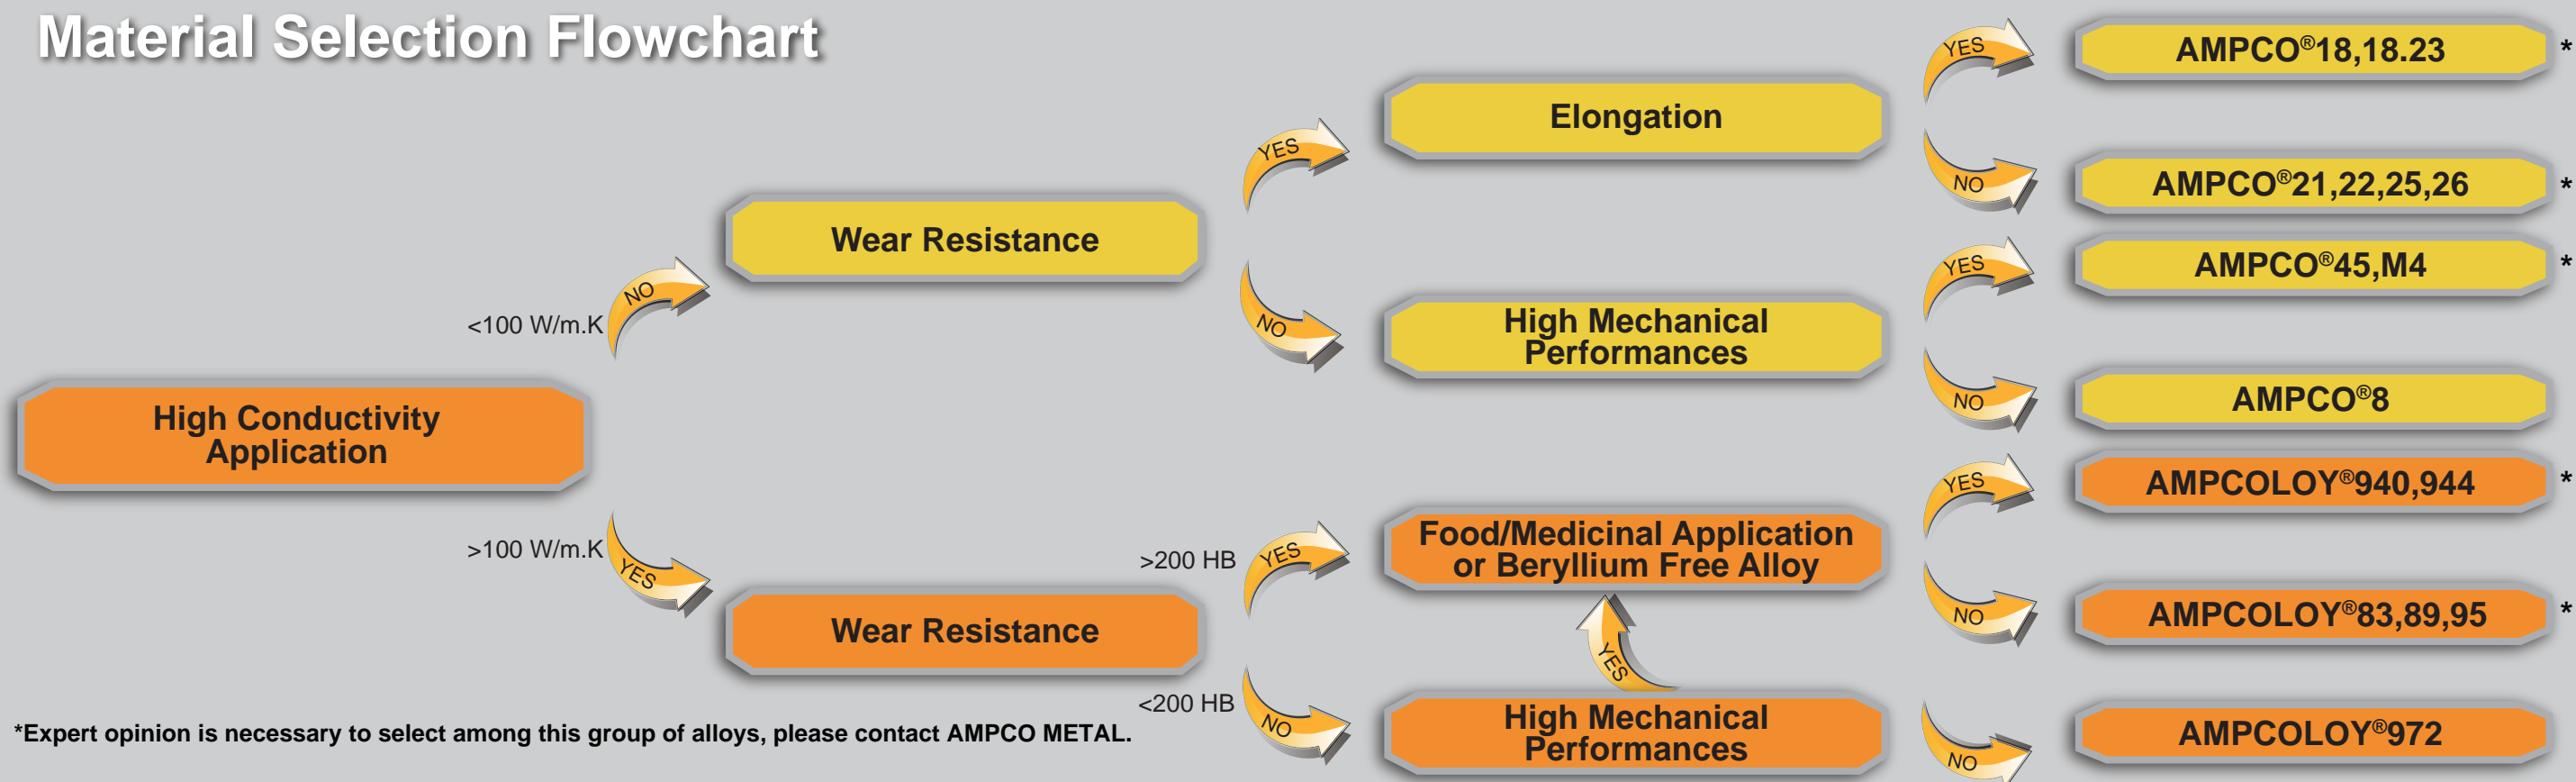 Material Selection Flowchart
YES
AMPCO®18,18.23 *
Elongation
YES
NO
AMPCO®21,22,25,26 *
Wear Resistance
NO
<100 W/m.K
YES
AMPCO®45,M4 *
High Mechanical
Performances
NO
NO
AMPCO®8
High Conductivity
Application
YES
AMPCOLOY®940,944 *
>100 W/m.K
YES
>200 HB
YES
Food/Medicinal Application
or Beryllium Free Alloy
NO
AMPCOLOY®83,89,95 *
Wear Resistance
YES
<200 HB
NO
High Mechanical
Performances
NO
AMPCOLOY®972
*Expert opinion is necessary to select among this group of alloys, please contact AMPCO METAL.